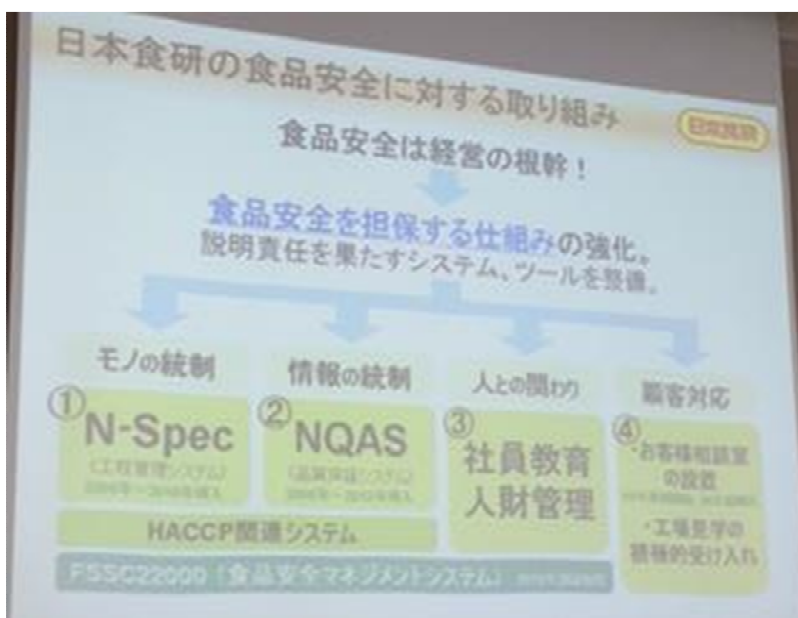 日本食研の食品安全に対する取り組み
日本食研
食品安全は経営の根幹！
食品安全を担保する仕組みの強化。
説明責任を果たすシステム、ツールを整備。
モノの統制
情報の統制
人との関わり
顧客対応
①
N-Spec
（工程管理システム）
②
NQAS
（品質保証システム）
③
社員教育
人財管理
④
・お客様相談室
の設置
・工場見学の
積極的受け入れ
HACCP関連システム
FSSC22000「食品安全マネジメントシステム」